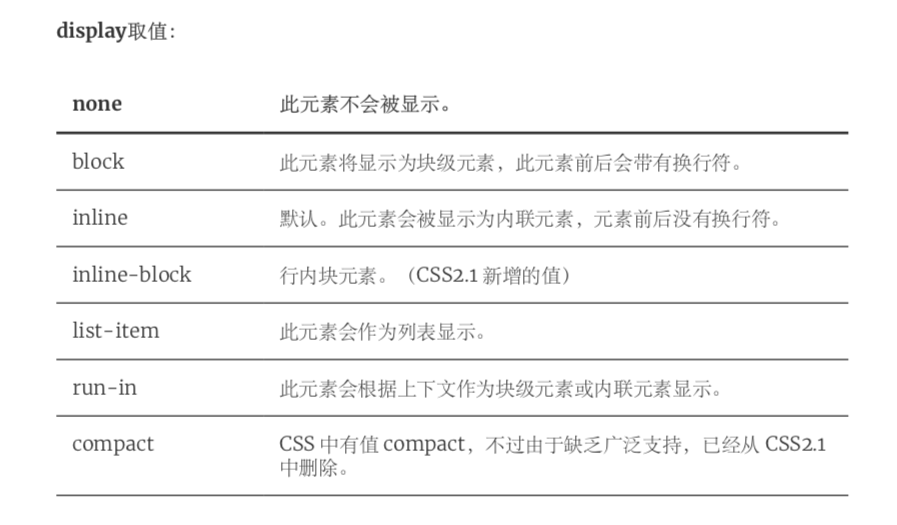 display取值：
none 此元素不会被显示。
block 此元素将显示为块级元素，此元素前后会带有换行符。
inline 默认。此元素会被显示为内联元素，元素前后没有换行符。
inline-block 行内块元素。（CSS2.1 新增的值）
list-item 此元素会作为列表显示。
run-in 此元素会根据上下文作为块级元素或内联元素显示。
compact CSS 中有值 compact，不过由于缺乏广泛支持，已经从 CSS2.1
中删除。